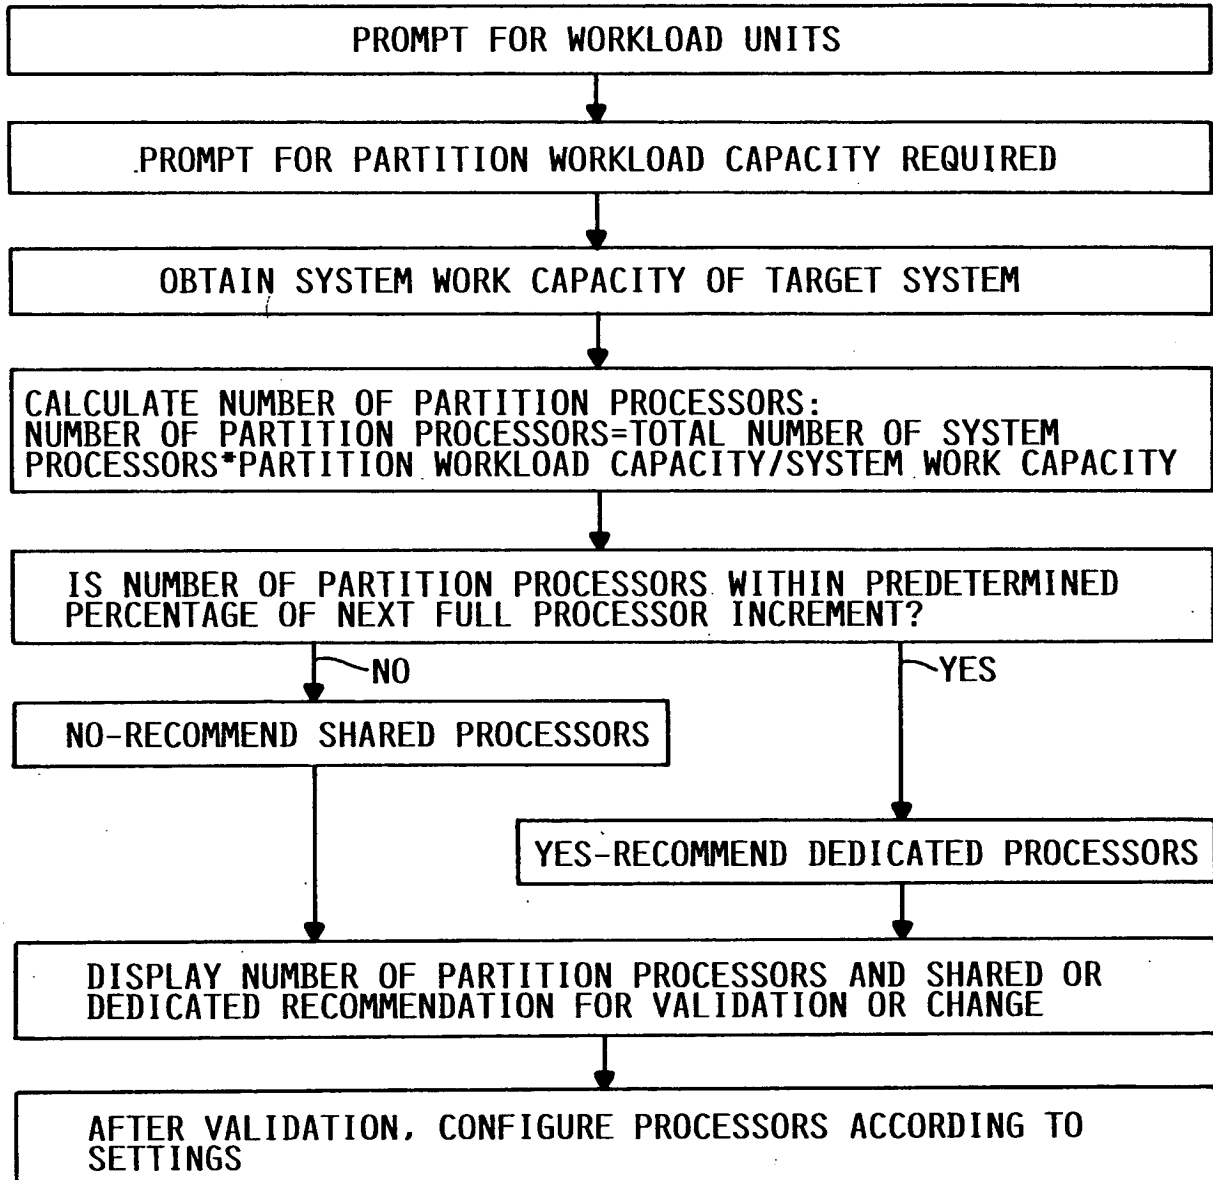 PROMPT FOR WORKLOAD UNITS
PROMPT FOR PARTITION WORKLOAD CAPACITY REQUIRED
OBTAIN SYSTEM WORK CAPACITY OF TARGET SYSTEM
CALCULATE NUMBER OF PARTITION PROCESSORS:
NUMBER OF PARTITION PROCESSORS=TOTAL NUMBER OF SYSTEM
PROCESSORS*PARTITION WORKLOAD CAPACITY/SYSTEM WORK CAPACITY
IS NUMBER OF PARTITION PROCESSORS WITHIN PREDETERMINED
PERCENTAGE OF NEXT FULL PROCESSOR INCREMENT?
NO
YES
NO-RECOMMEND SHARED PROCESSORS
YES-RECOMMEND DEDICATED PROCESSORS
DISPLAY NUMBER OF PARTITION PROCESSORS AND SHARED OR
DEDICATED RECOMMENDATION FOR VALIDATION OR CHANGE
AFTER VALIDATION, CONFIGURE PROCESSORS ACCORDING TO
SETTINGS